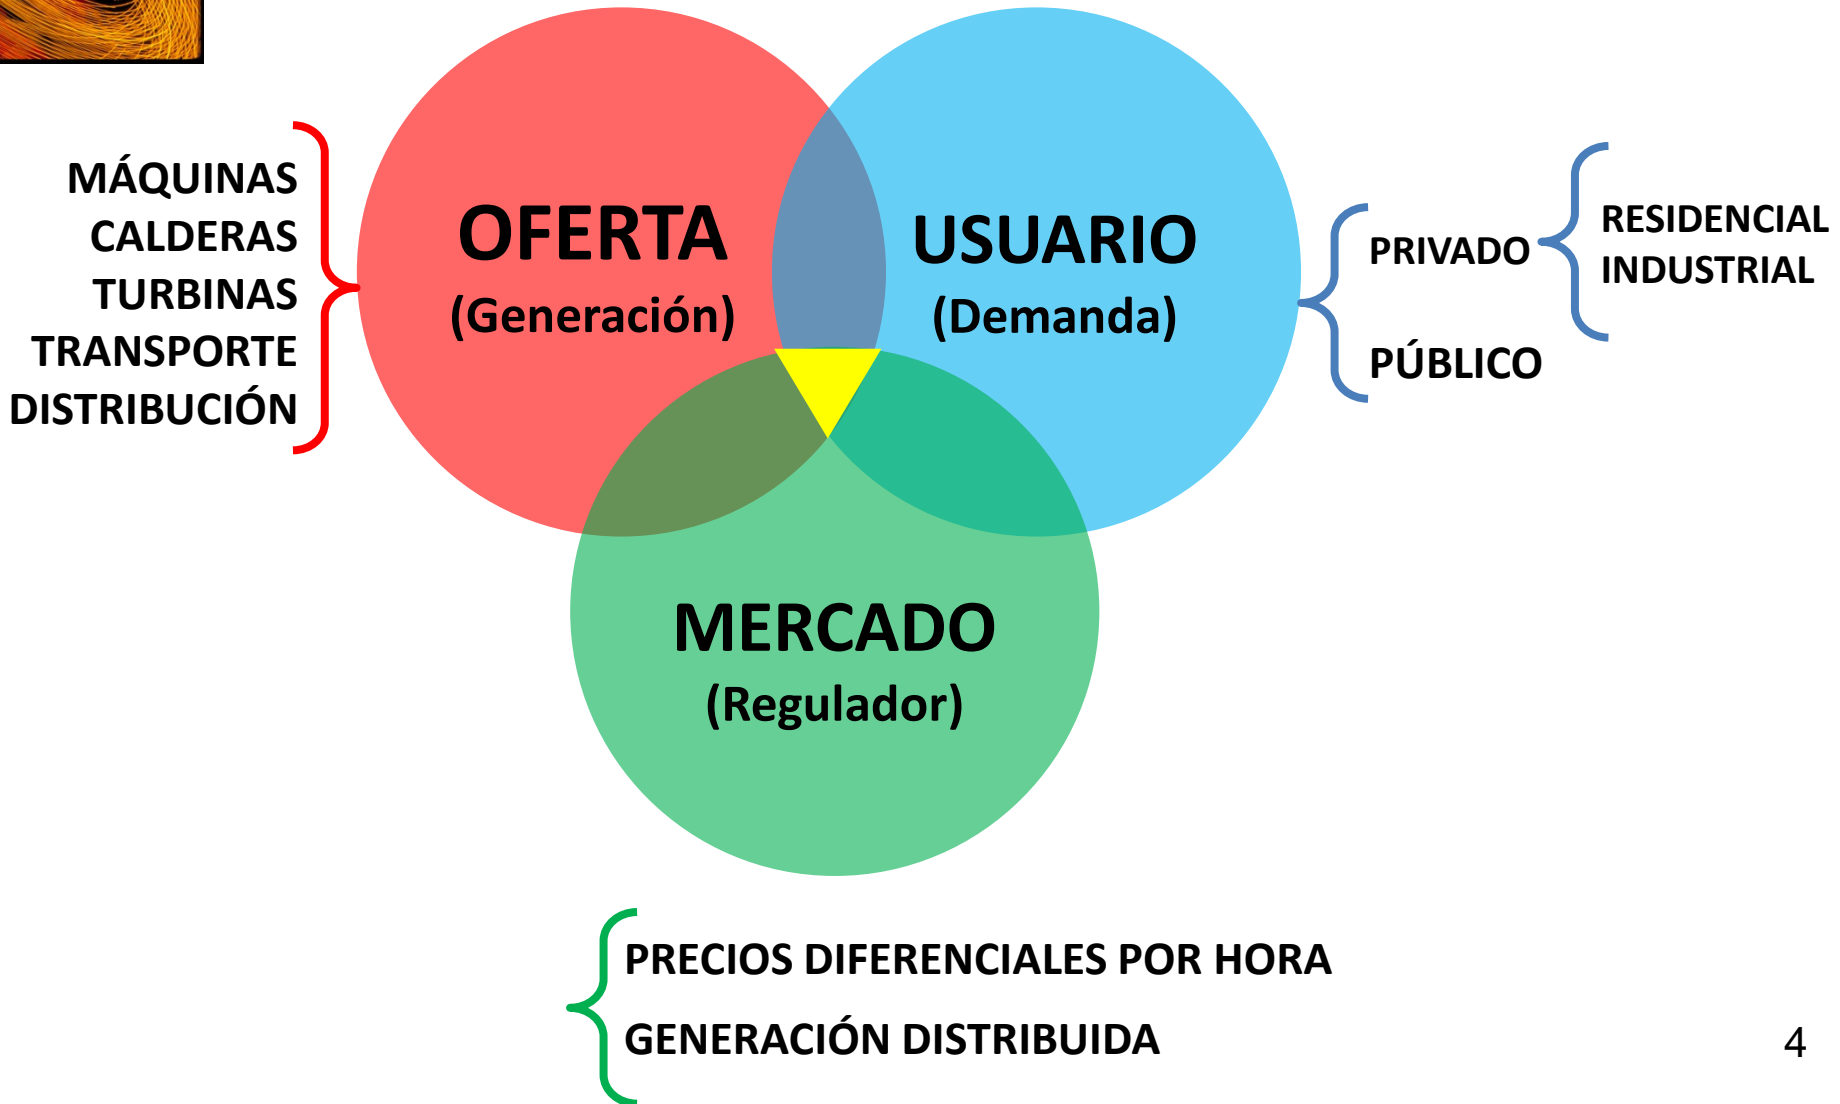 MÁQUINAS
CALDERAS
TURBINAS
TRANSPORTE
DISTRIBUCIÓN
OFERTA
(Generación)
USUARIO
(Demanda)
PRIVADO
PÚBLICO
RESIDENCIAL
INDUSTRIAL
MERCADO
(Regulador)
PRECIOS DIFERENCIALES POR HORA
GENERACIÓN DISTRIBUIDA
4